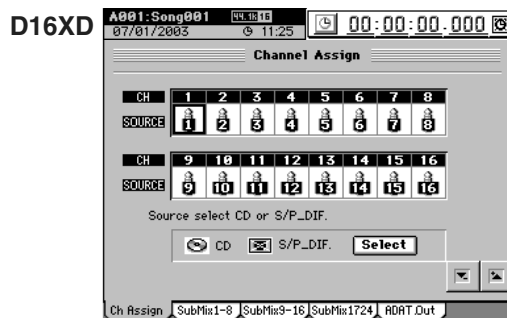 D16XD
A001:Song001 44.1K 16
07/01/2003 11:25 00:00:00.000
Channel Assign
CH 1 2 3 4 5 6 7 8
SOURCE 1 2 3 4 5 6 7 8
CH 9 10 11 12 13 14 15 16
SOURCE 9 10 11 12 13 14 15 16
Source select CD or S/P_DIF.
CD S/P_DIF. Select
Ch Assign SubMix1-8 SubMix9-16 SubMix1724 ADAT.Out